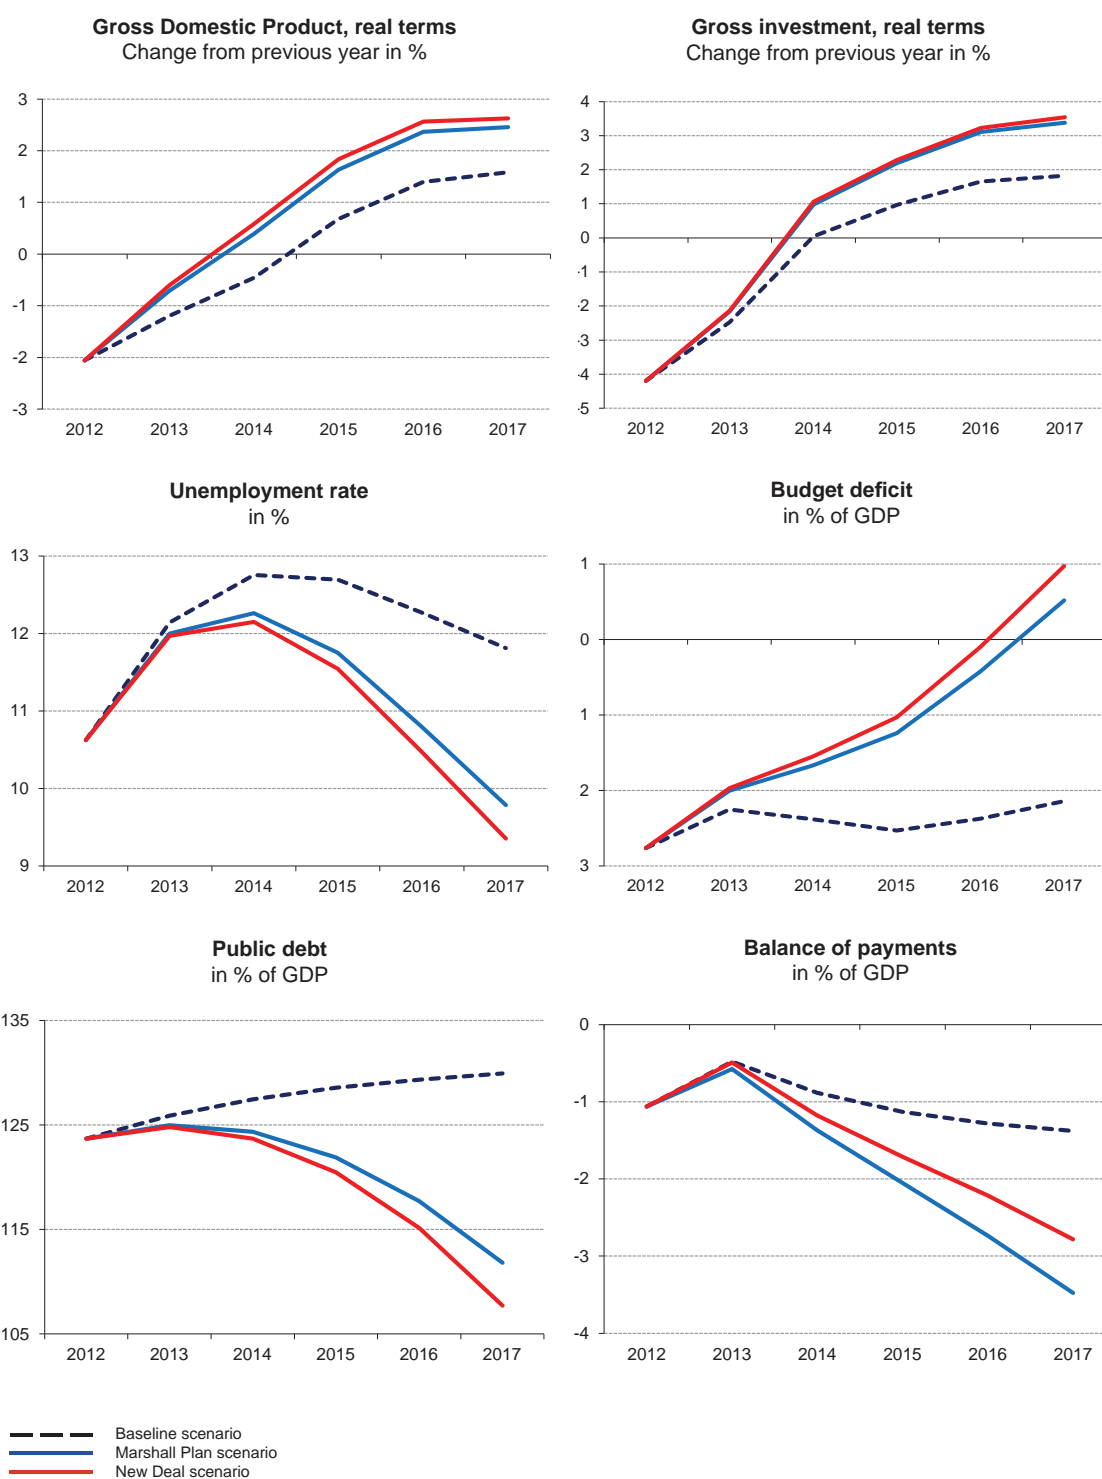 Gross Domestic Product, real terms
Change from previous year in %
3
2
1
0
-1
-2
-3
2012 2013 2014 2015 2016 2017
Gross investment, real terms
Change from previous year in %
4
3
2
1
0
-1
-2
-3
-4
-5
2012 2013 2014 2015 2016 2017
Unemployment rate
in %
13
12
11
10
9
2012 2013 2014 2015 2016 2017
Budget deficit
in % of GDP
1
0
1
2
3
2012 2013 2014 2015 2016 2017
Public debt
in % of GDP
135
125
115
105
2012 2013 2014 2015 2016 2017
Balance of payments
in % of GDP
0
-1
-2
-3
-4
2012 2013 2014 2015 2016 2017
Baseline scenario
Marshall Plan scenario
New Deal scenario